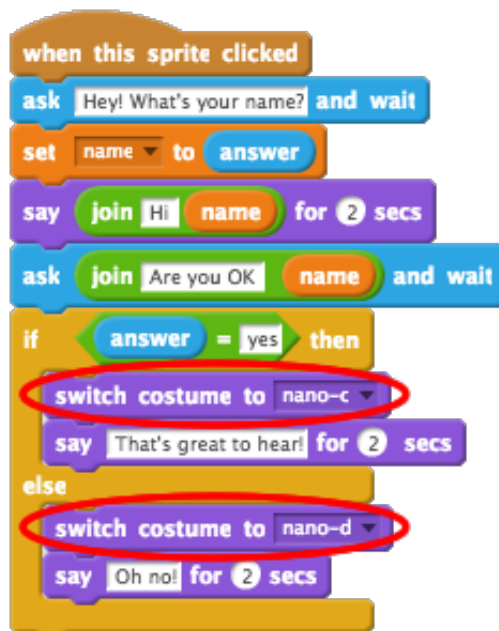 when this sprite clicked
ask Hey! What's your name? and wait
set name to answer
say join Hi name for 2 secs
ask join Are you OK name and wait
if answer = yes then
switch costume to nano-c
say That's great to hear! for 2 secs
else
switch costume to nano-d
say Oh no! for 2 secs